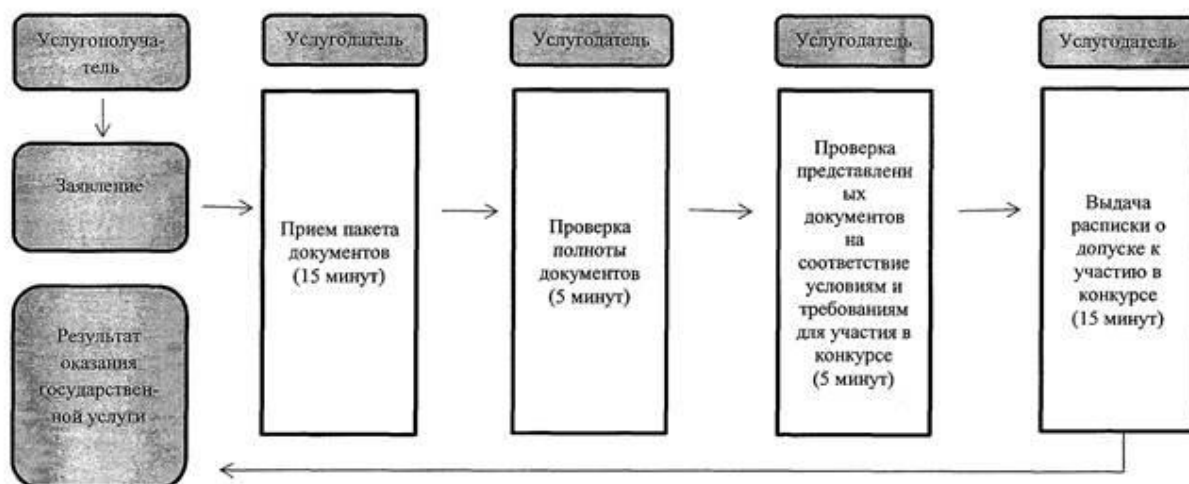 Услугополуча-
тель
Заявление
Результат
оказания
государствен-
ной услуги
Услугодатель
Прием пакета
документов
(15 минут)
Услугодатель
Проверка
полноты
документов
(5 минут)
Услугодатель
Проверка
представленн
ых
документов
на
соответствие
условиям и
требованиям
для участия в
конкурсе
(5 минут)
Услугодатель
Выдача
расписки о
допуске к
участию в
конкурсе
(15 минут)